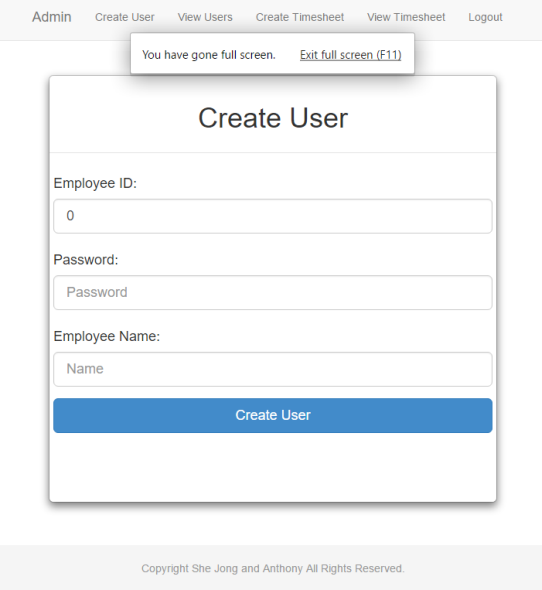 Admin Create User View Users Create Timesheet View Timesheet Logout
You have gone full screen. Exit full screen (F11)
Create User
Employee ID:
0
Password:
Password
Employee Name:
Name
Create User
Copyright She Jong and Anthony All Rights Reserved.